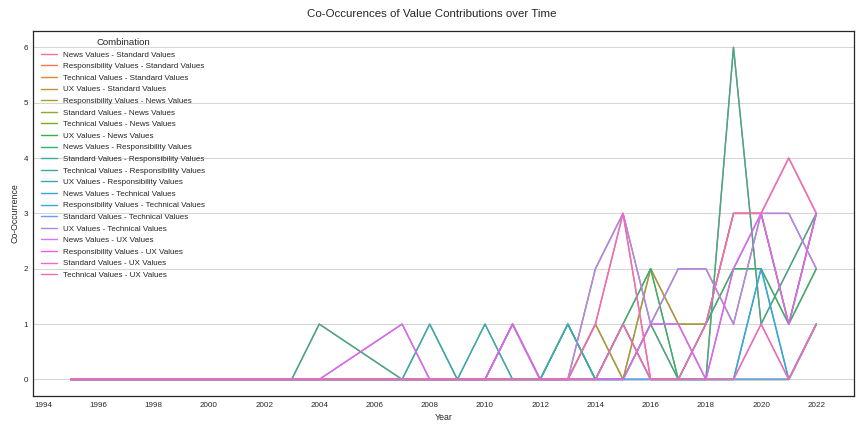 Co-Occurences of Value Contributions over Time
Combination
News Values - Standard Values
Responsibility Values - Standard Values
Technical Values - Standard Values
UX Values - Standard Values
Responsibility Values - News Values
Standard Values - News Values
Technical Values - News Values
UX Values - News Values
News Values - Responsibility Values
Standard Values - Responsibility Values
Technical Values - Responsibility Values
UX Values - Responsibility Values
News Values - Technical Values
Responsibility Values - Technical Values
Standard Values - Technical Values
UX Values - Technical Values
News Values - UX Values
Responsibility Values - UX Values
Standard Values - UX Values
Technical Values - UX Values
Co-Occurrence
6
5
4
3
2
1
0
1994 1996 1998 2000 2002 2004 2006 2008 2010 2012 2014 2016 2018 2020 2022
Year